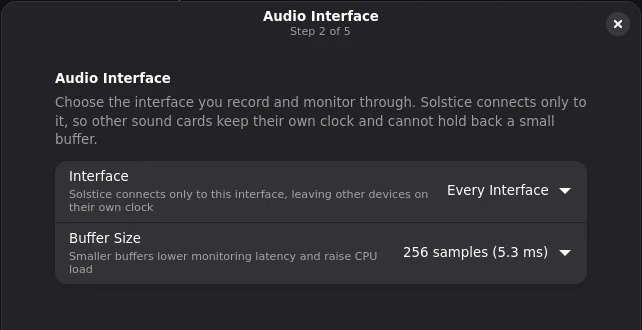 Audio Interface
Step 2 of 5
Audio Interface
Choose the interface you record and monitor through. Solstice connects only to
it, so other sound cards keep their own clock and cannot hold back a small
buffer.
Interface
Solstice connects only to this interface, leaving other devices on
their own clock
Every Interface
Buffer Size
Smaller buffers lower monitoring latency and raise CPU
load
256 samples (5.3 ms)